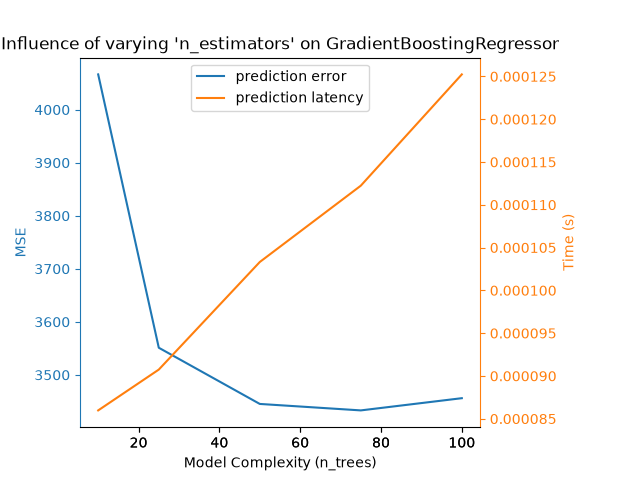 Influence of varying 'n_estimators' on GradientBoostingRegressor
prediction error
prediction latency
4000
3900
3800
3700
3600
3500
MSE
0.000125
0.000120
0.000115
0.000110
0.000105
0.000100
0.000095
0.000090
0.000085
Time (s)
20 40 60 80 100
Model Complexity (n_trees)